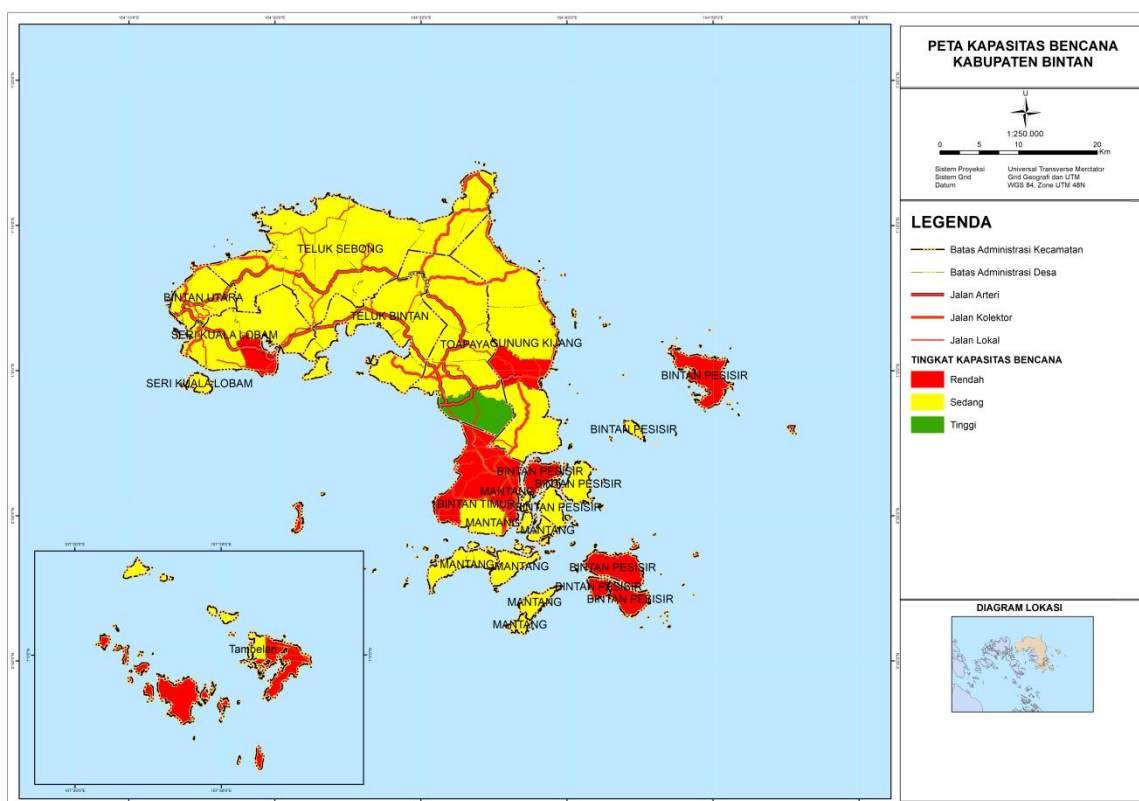 PETA KAPASITAS BENCANA
KABUPATEN BINTAN
U
1:250.000
0 5 10 20
Km
Sistem Proyeksi Universal Transverse Merctator
Sistem Grid Grid Geografi dan UTM
Datum WGS 84, Zone UTM 48N
LEGENDA
Batas Administrasi Kecamatan
Batas Administrasi Desa
Jalan Arteri
Jalan Kolektor
Jalan Lokal
TINGKAT KAPASITAS BENCANA
Rendah
Sedang
Tinggi
DIAGRAM LOKASI
TELUK SEBONG
BINTAN UTARA
TELUK BINTAN
SERI KUALA LOBAM
TOAPAYA
GUNUNG KIJANG
SERI KUALA LOBAM
BINTAN PESISIR
BINTAN PESISIR
BINTAN PESISIR
BINTAN PESISIR
MANTANG
BINTAN TIMUR
BINTAN PESISIR
MANTANG
MANTANG
MANTANG
MANTANG
BINTAN PESISIR
BINTAN PESISIR
BINTAN PESISIR
MANTANG
MANTANG
Tambelan